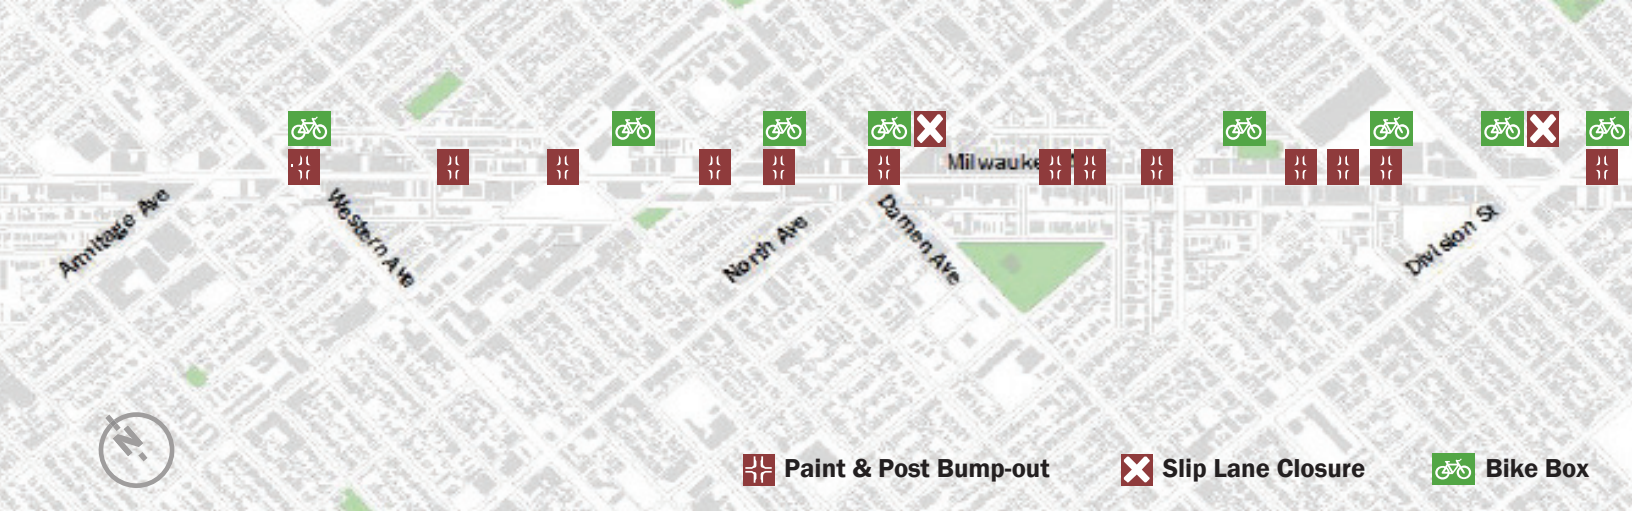 Milwauke
Armitage Ave
Western Ave
North Ave
Damen Ave
Division St
N
Paint & Post Bump-out
Slip Lane Closure
Bike Box